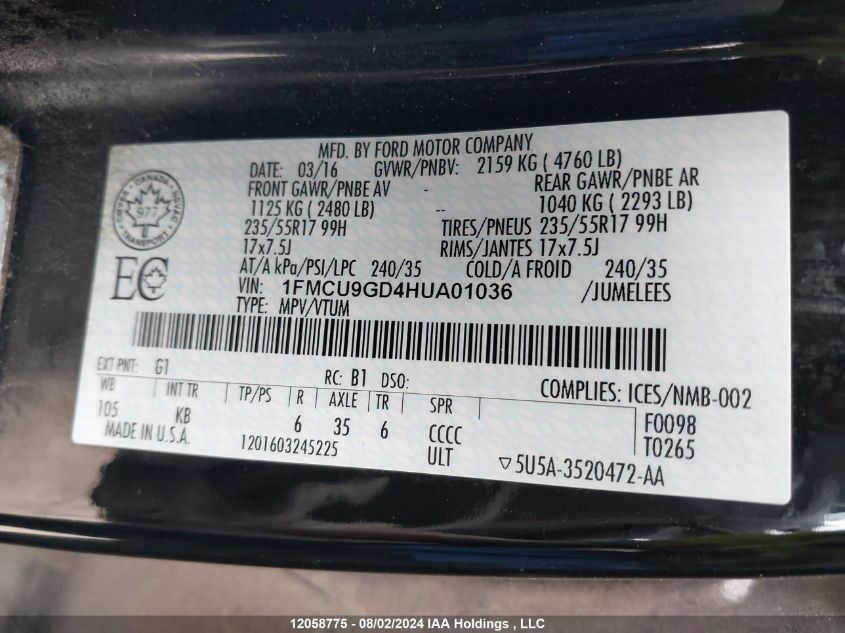 MFD. BY FORD MOTOR COMPANY
DATE: 03/16 GVWR/PNBV: 2159 KG ( 4760 LB)
FRONT GAWR/PNBE AV - REAR GAWR/PNBE AR
1125 KG ( 2480 LB) -- 1040 KG ( 2293 LB)
235/55R17 99H TIRES/PNEUS 235/55R17 99H
17x7.5J RIMS/JANTES 17x7.5J
AT/A kPa/PSI/LPC 240/35 COLD/A FROID 240/35
VIN: 1FMCU9GD4HUA01036 /JUMELEES
TYPE: MPV/VTUM
CANADA
977
TRANSPORT
EC
EXT PNT: G1 RC: B1 DSO:
COMPLIES: ICES/NMB-002
WB INT TR TP/PS R AXLE TR SPR
105 KB 6 35 6 CCCC
F0098
MADE IN U.S.A. 1201603245225 ULT
T0265
▽5U5A-3520472-AA
12058775 - 08/02/2024 IAA Holdings , LLC